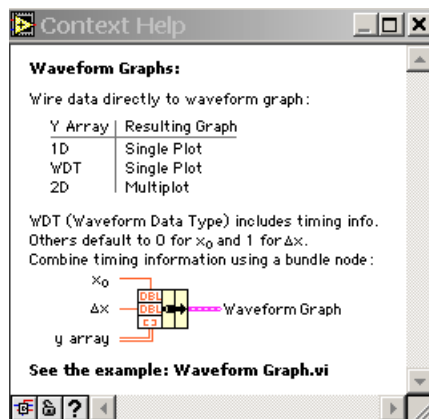 Context Help
Waveform Graphs:
Wire data directly to waveform graph:
Y Array | Resulting Graph
1D Single Plot
WDT Single Plot
2D Multiplot
WDT (Waveform Data Type) includes timing info.
Others default to 0 for x₀ and 1 for Δx.
Combine timing information using a bundle node:
x₀
DBL
Δx DBL Waveform Graph
[ ]
y array
See the example: Waveform Graph.vi
?